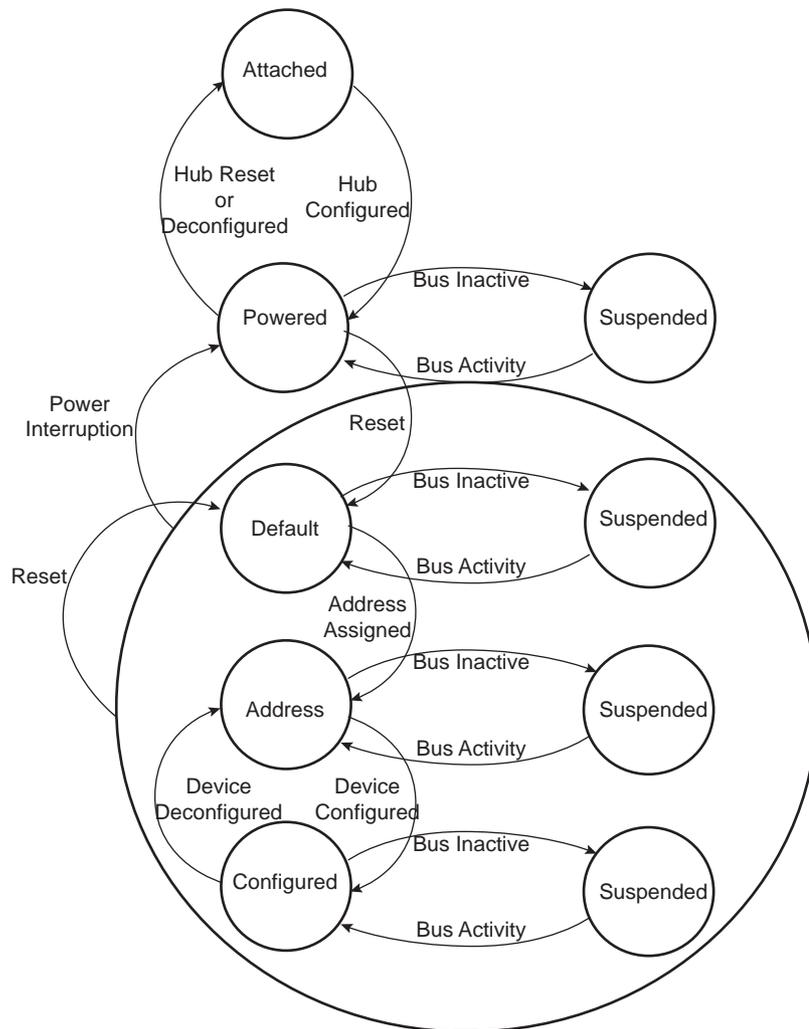 Attached
Hub Reset
or
Deconfigured
Hub
Configured
Powered
Bus Inactive
Suspended
Bus Activity
Power
Interruption
Reset
Default
Bus Inactive
Suspended
Bus Activity
Reset
Address
Assigned
Address
Bus Inactive
Suspended
Bus Activity
Device
Deconfigured
Device
Configured
Configured
Bus Inactive
Suspended
Bus Activity